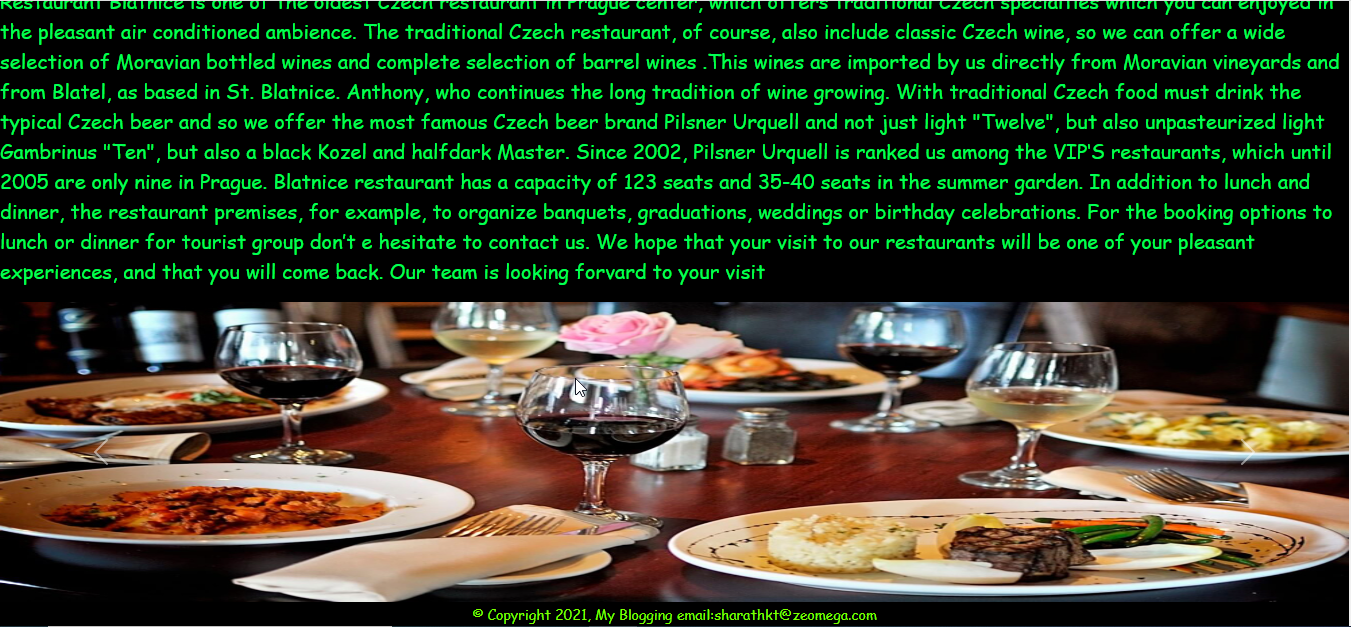 Restaurant Blatnice is one of the oldest Czech restaurant in Prague center, which offers traditional Czech specialties which you can enjoyed in
the pleasant air conditioned ambience. The traditional Czech restaurant, of course, also include classic Czech wine, so we can offer a wide
selection of Moravian bottled wines and complete selection of barrel wines .This wines are imported by us directly from Moravian vineyards and
from Blatel, as based in St. Blatnice. Anthony, who continues the long tradition of wine growing. With traditional Czech food must drink the
typical Czech beer and so we offer the most famous Czech beer brand Pilsner Urquell and not just light "Twelve", but also unpasteurized light
Gambrinus "Ten", but also a black Kozel and halfdark Master. Since 2002, Pilsner Urquell is ranked us among the VIP'S restaurants, which until
2005 are only nine in Prague. Blatnice restaurant has a capacity of 123 seats and 35-40 seats in the summer garden. In addition to lunch and
dinner, the restaurant premises, for example, to organize banquets, graduations, weddings or birthday celebrations. For the booking options to
lunch or dinner for tourist group don't e hesitate to contact us. We hope that your visit to our restaurants will be one of your pleasant
experiences, and that you will come back. Our team is looking forvard to your visit
© Copyright 2021, My Blogging email:sharathkt@zeomega.com